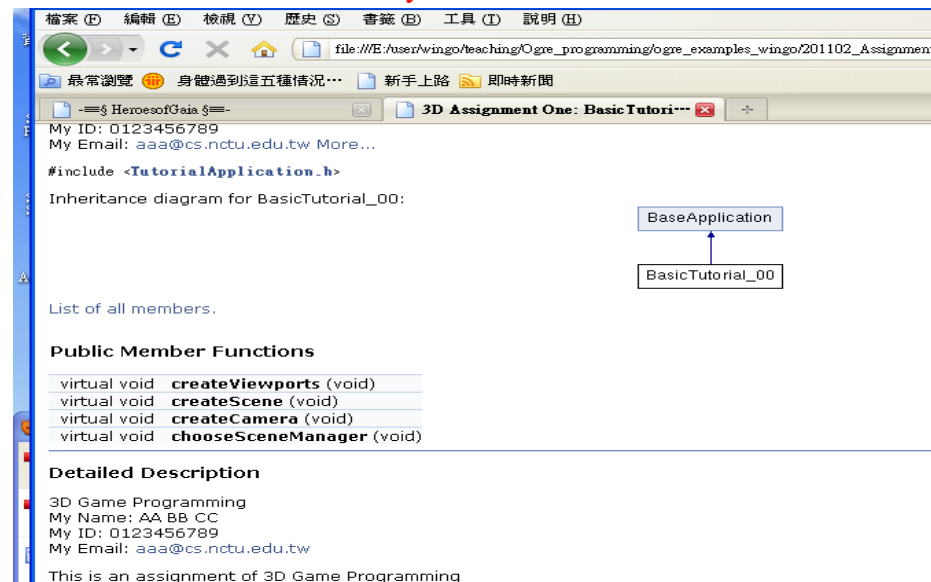 檔案(F) 編輯(E) 檢視(V) 歷史(S) 書籤(B) 工具(T) 說明(H)
file:///E:/user/wingo/teaching/Ogre_programming/ogre_examples_wingo/201102_Assignmen
最常瀏覽 身體遇到這五種情況… 新手上路 即時新聞
-=§ HeroesofGaia §=- 3D Assignment One: BasicTutori…
My ID: 0123456789
My Email: aaa@cs.nctu.edu.tw More...
#include <TutorialApplication.h>
Inheritance diagram for BasicTutorial_00:
BaseApplication
BasicTutorial_00
List of all members.
Public Member Functions
virtual void createViewports (void)
virtual void createScene (void)
virtual void createCamera (void)
virtual void chooseSceneManager (void)
Detailed Description
3D Game Programming
My Name: AA BB CC
My ID: 0123456789
My Email: aaa@cs.nctu.edu.tw
This is an assignment of 3D Game Programming